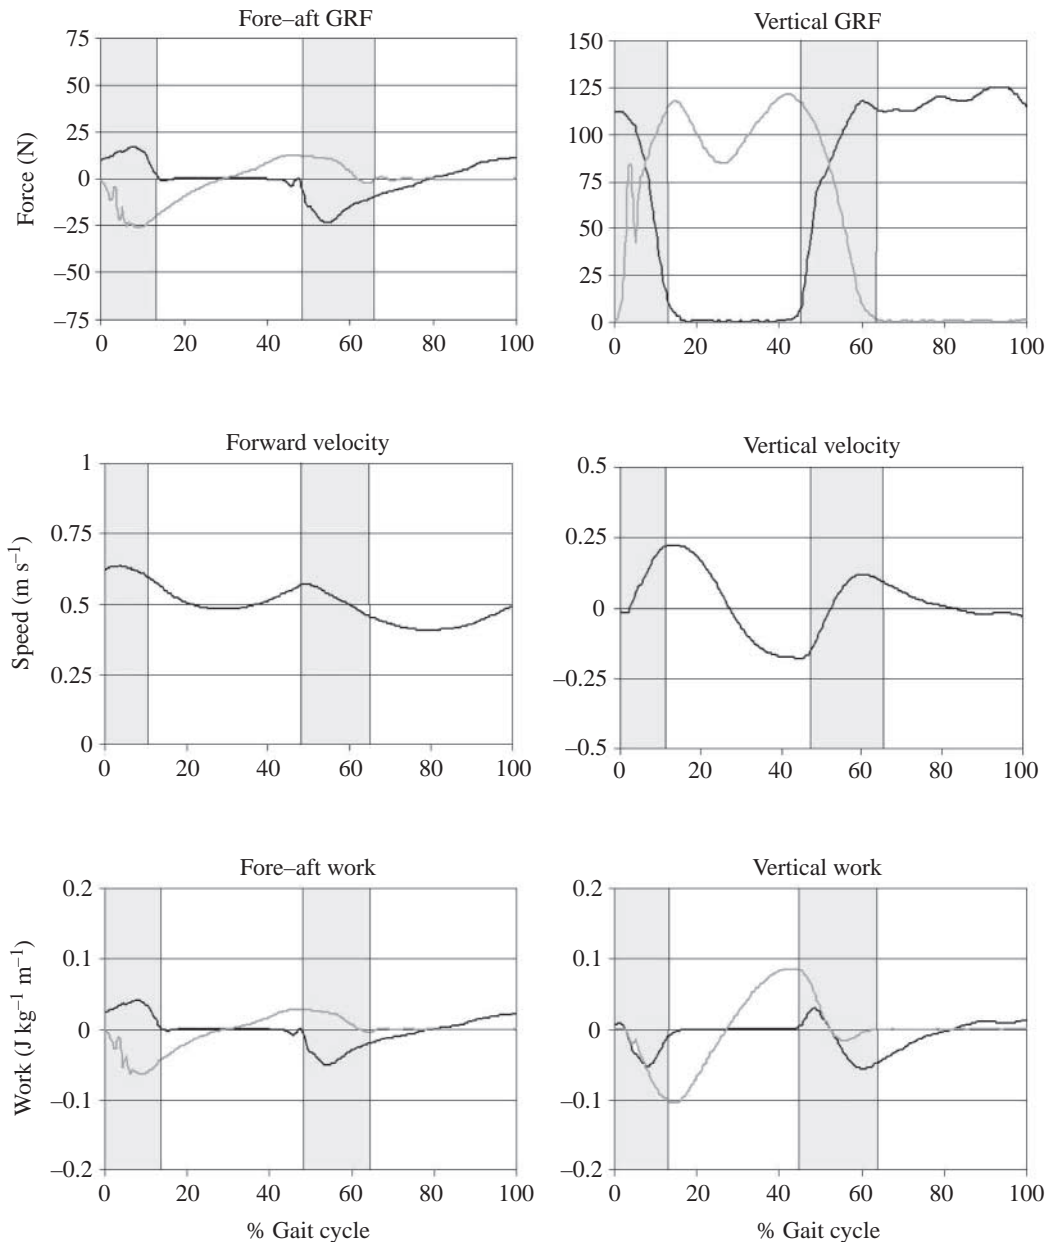 Fore–aft GRF
Vertical GRF
Force (N)
75
50
25
0
–25
–50
–75
0 20 40 60 80 100
150
125
100
75
50
25
0
0 20 40 60 80 100
Forward velocity
Vertical velocity
Speed (m s–1)
1
0.75
0.5
0.25
0
0 20 40 60 80 100
0.5
0.25
0
–0.25
–0.5
0 20 40 60 80 100
Fore–aft work
Vertical work
Work (J kg–1 m–1)
0.2
0.1
0
–0.1
–0.2
0 20 40 60 80 100
% Gait cycle
0.2
0.1
0
–0.1
–0.2
0 20 40 60 80 100
% Gait cycle